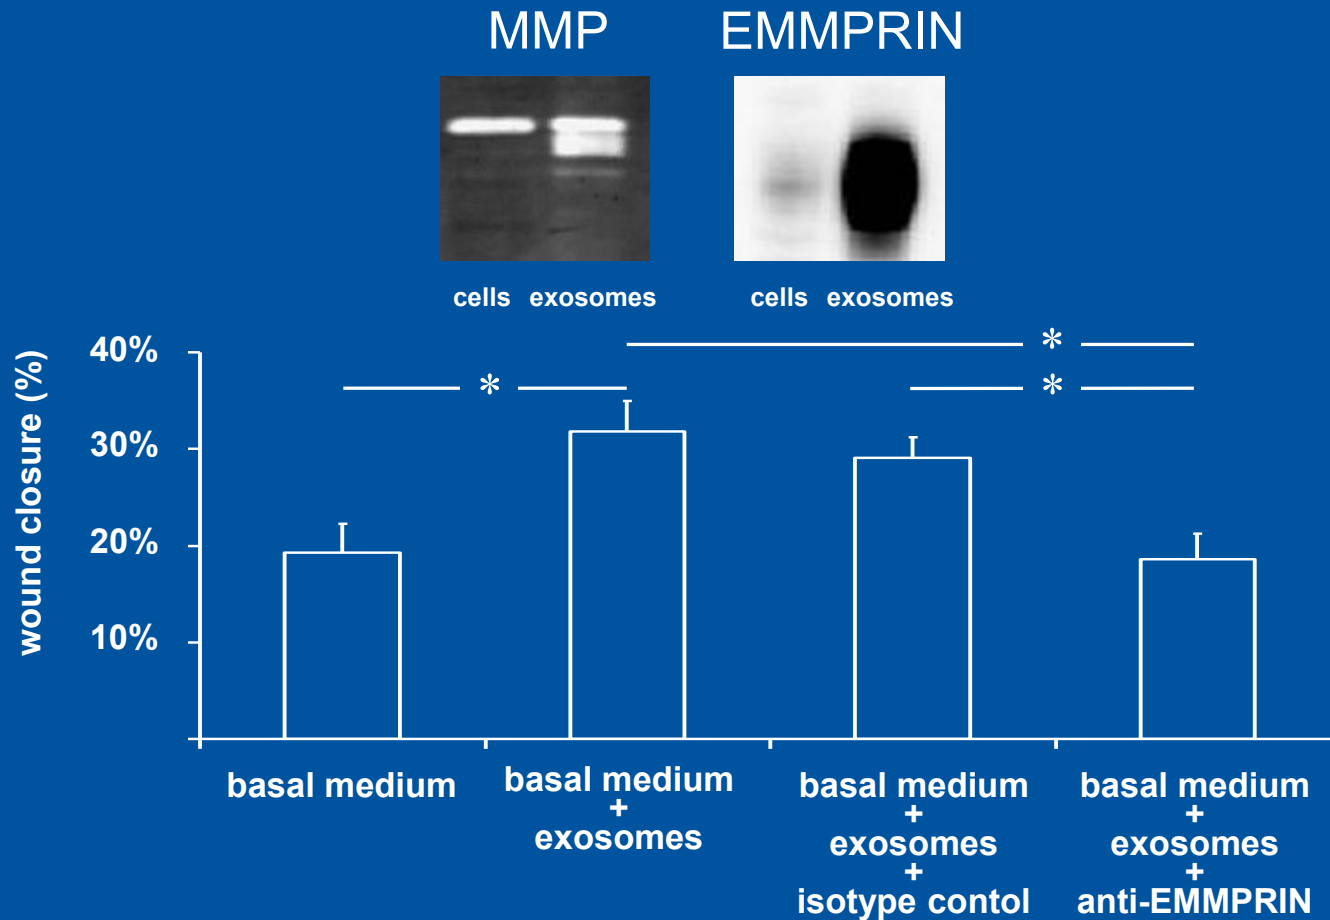 MMP EMMPRIN
cells exosomes cells exosomes
wound closure (%)
40%
30%
20%
10%
* *
*
basal medium
basal medium
+
exosomes
basal medium
+
exosomes
+
isotype contol
basal medium
+
exosomes
+
anti-EMMPRIN